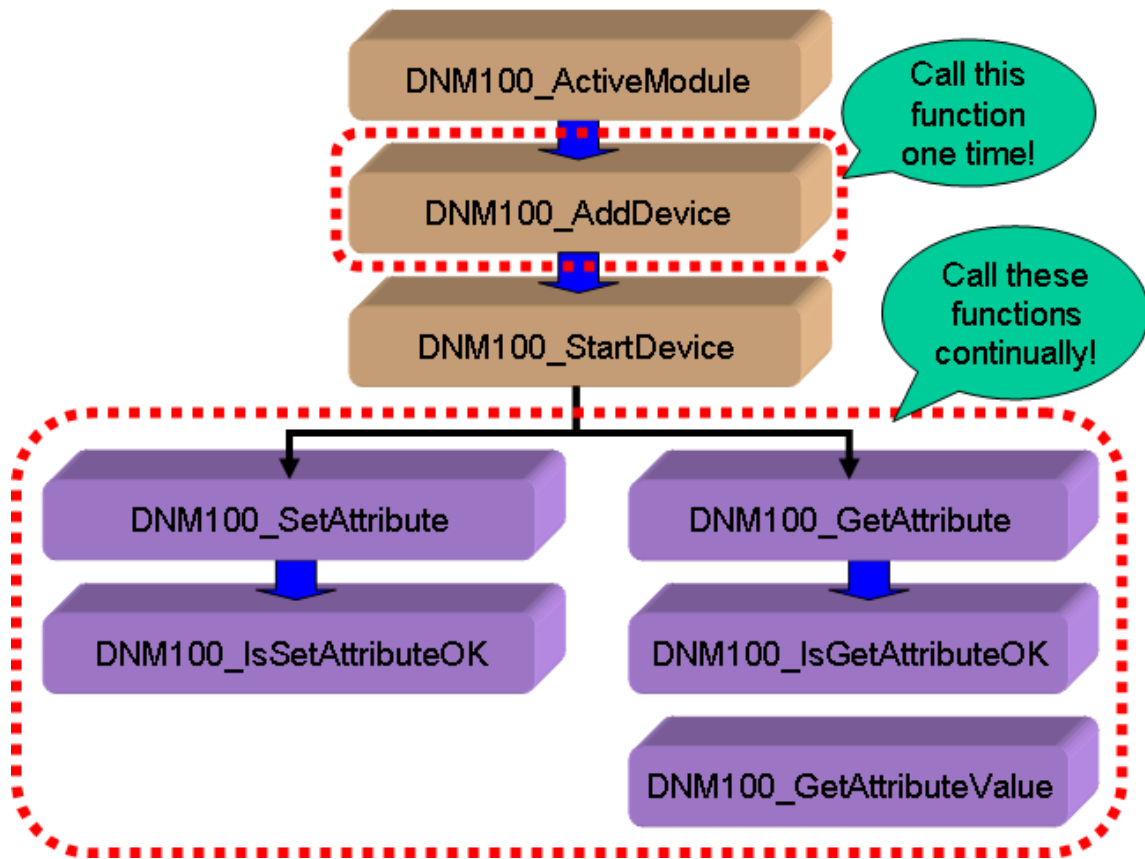 DNM100_ActiveModule
Call this
function
one time!
DNM100_AddDevice
DNM100_StartDevice
Call these
functions
continually!
DNM100_SetAttribute
DNM100_GetAttribute
DNM100_IsSetAttributeOK
DNM100_IsGetAttributeOK
DNM100_GetAttributeValue